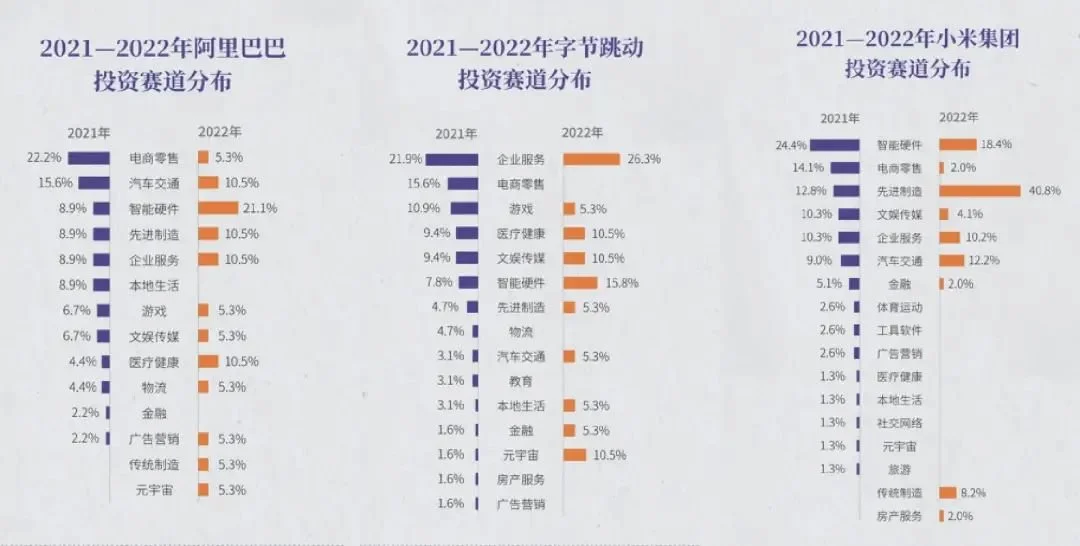 2021—2022年阿里巴巴
投资赛道分布
2021年 2022年
22.2% 电商零售 5.3%
15.6% 汽车交通 10.5%
8.9% 智能硬件 21.1%
8.9% 先进制造 10.5%
8.9% 企业服务 10.5%
8.9% 本地生活
6.7% 游戏 5.3%
6.7% 文娱传媒 5.3%
4.4% 医疗健康 10.5%
4.4% 物流 5.3%
2.2% 金融
2.2% 广告营销 5.3%
传统制造 5.3%
元宇宙 5.3%
2021—2022年字节跳动
投资赛道分布
2021年 2022年
21.9% 企业服务 26.3%
15.6% 电商零售
10.9% 游戏 5.3%
9.4% 医疗健康 10.5%
9.4% 文娱传媒 10.5%
7.8% 智能硬件 15.8%
4.7% 先进制造 5.3%
4.7% 物流
3.1% 汽车交通 5.3%
3.1% 教育
3.1% 本地生活 5.3%
1.6% 金融 5.3%
1.6% 元宇宙 10.5%
1.6% 房产服务
1.6% 广告营销
2021—2022年小米集团
投资赛道分布
2021年 2022年
24.4% 智能硬件 18.4%
14.1% 电商零售 2.0%
12.8% 先进制造 40.8%
10.3% 文娱传媒 4.1%
10.3% 企业服务 10.2%
9.0% 汽车交通 12.2%
5.1% 金融 2.0%
2.6% 体育运动
2.6% 工具软件
2.6% 广告营销
1.3% 医疗健康
1.3% 本地生活
1.3% 社交网络
1.3% 元宇宙
1.3% 旅游
传统制造 8.2%
房产服务 2.0%